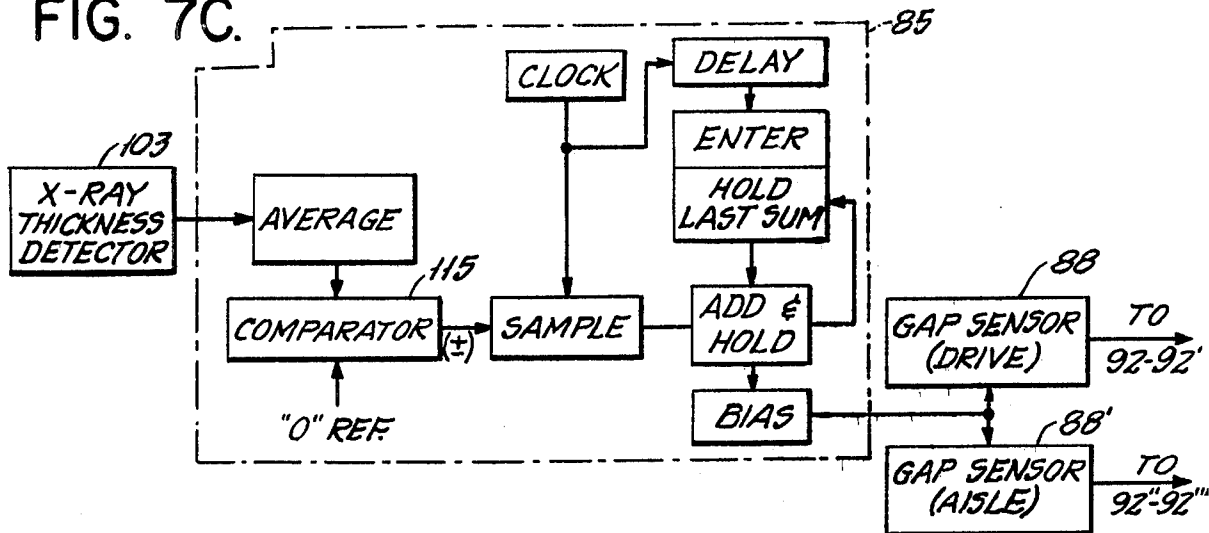 FIG. 7C.
85
CLOCK
DELAY
ENTER
HOLD
LAST SUM
103
X-RAY
THICKNESS
DETECTOR
AVERAGE
115
COMPARATOR
(±)
SAMPLE
ADD &
HOLD
"0" REF.
BIAS
88
GAP SENSOR
(DRIVE)
TO
92-92'
88'
GAP SENSOR
(AISLE)
TO
92"-92'''